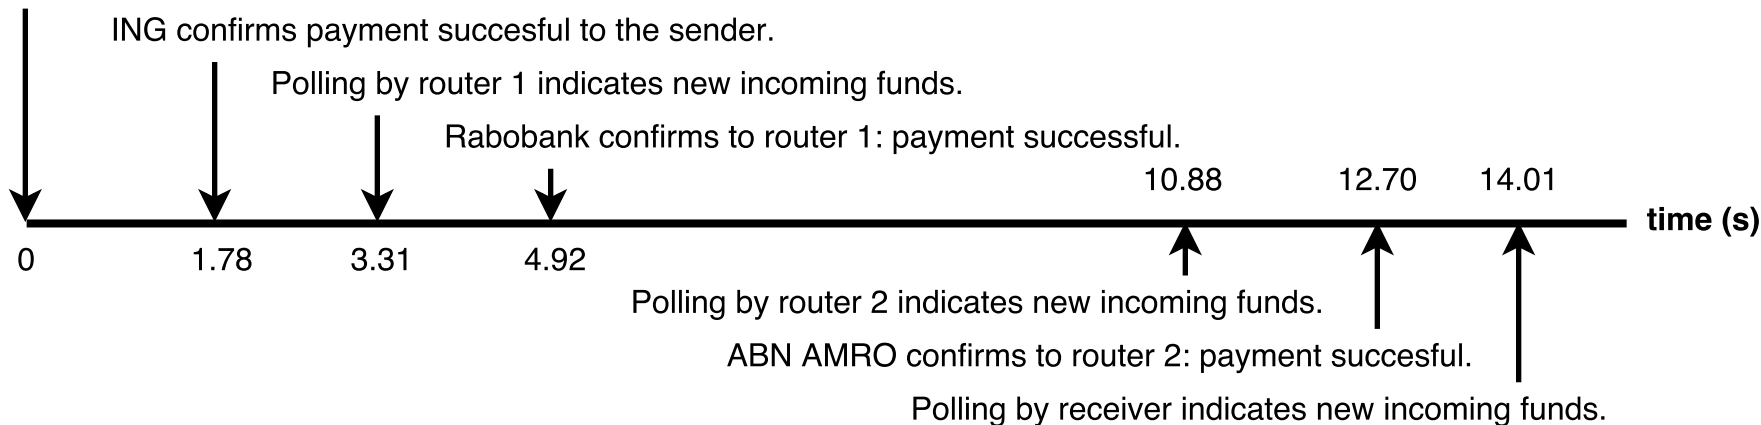 ING confirms payment succesful to the sender.
Polling by router 1 indicates new incoming funds.
Rabobank confirms to router 1: payment successful.
10.88 12.70 14.01
time (s)
0 1.78 3.31 4.92
Polling by router 2 indicates new incoming funds.
ABN AMRO confirms to router 2: payment succesful.
Polling by receiver indicates new incoming funds.